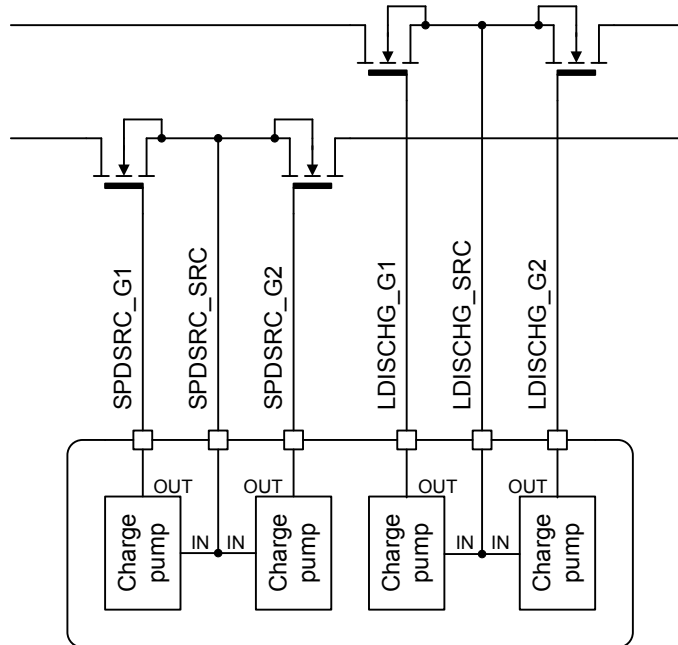 SPDSRC_G1
SPDSRC_SRC
SPDSRC_G2
LDISCHG_G1
LDISCHG_SRC
LDISCHG_G2
OUT
OUT
OUT
OUT
Charge
pump
IN
IN
Charge
pump
Charge
pump
IN
IN
Charge
pump